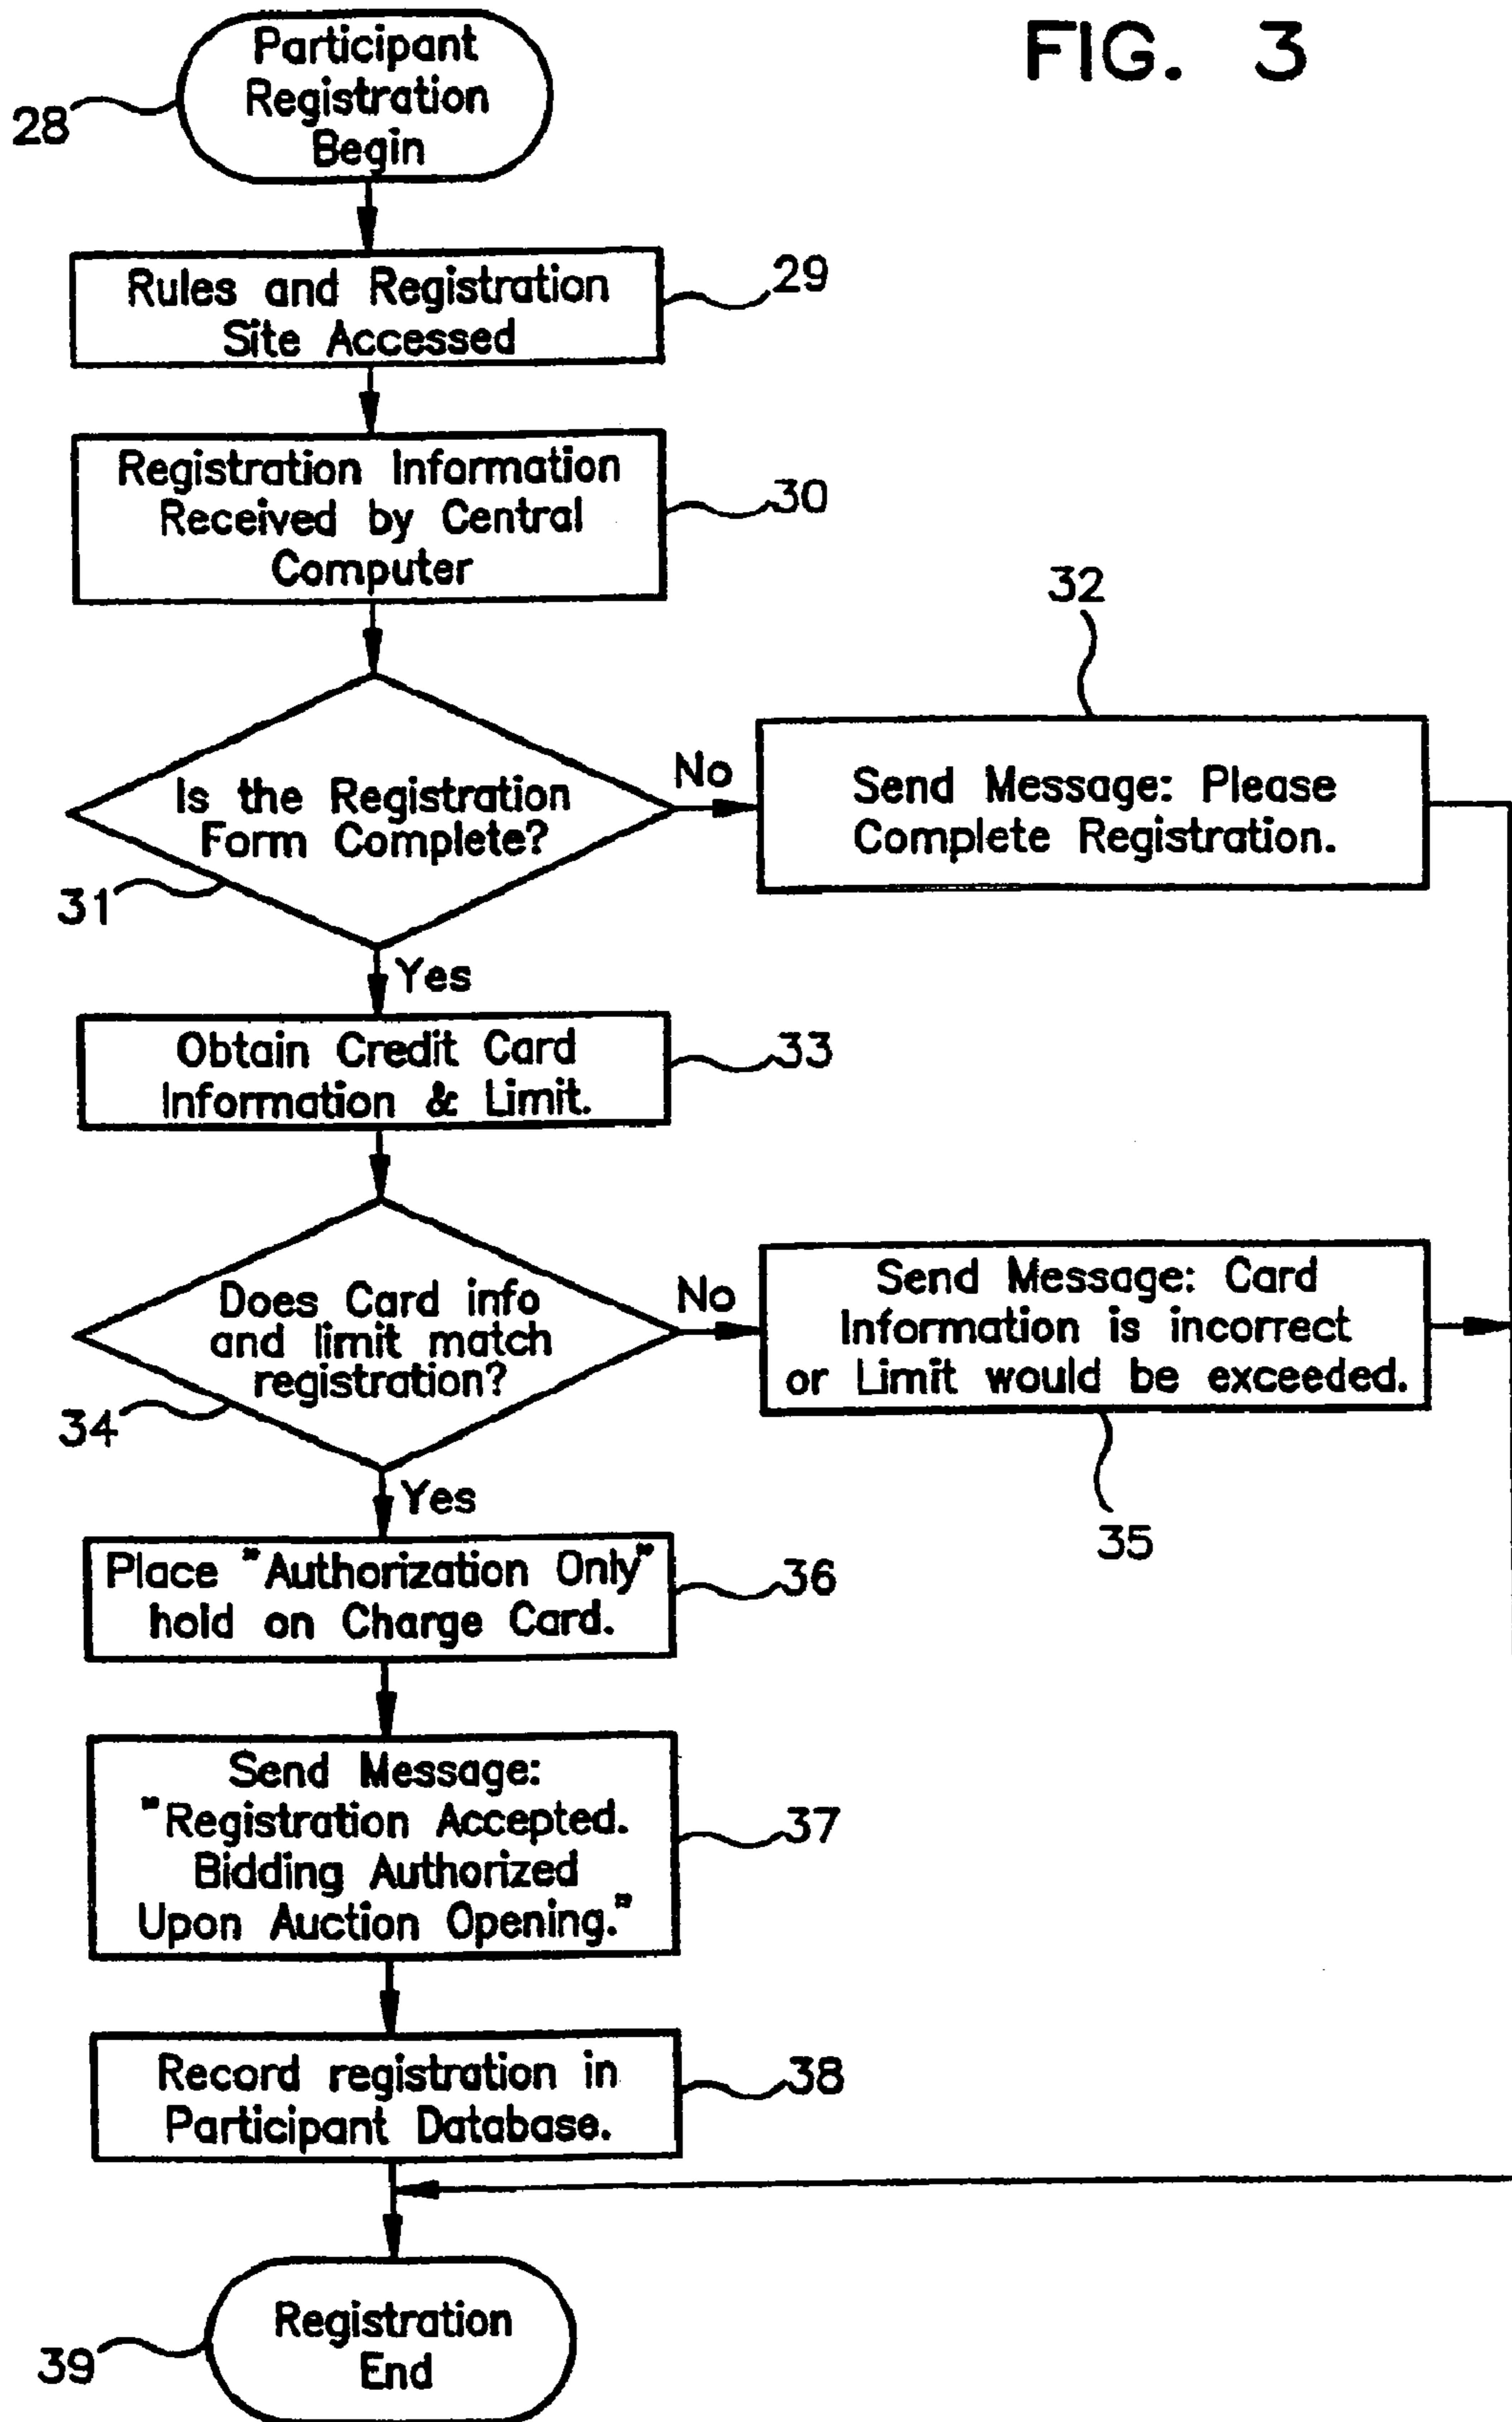 FIG. 3
Participant
Registration
Begin
28
Rules and Registration
Site Accessed
29
Registration Information
Received by Central
Computer
30
Is the Registration
Form Complete?
31
No
32
Send Message: Please
Complete Registration.
Yes
Obtain Credit Card
Information & Limit.
33
Does Card info
and limit match
registration?
34
No
Send Message: Card
Information is incorrect
or Limit would be exceeded.
35
Yes
Place "Authorization Only"
hold on Charge Card.
36
Send Message:
"Registration Accepted.
Bidding Authorized
Upon Auction Opening."
37
Record registration in
Participant Database.
38
Registration
End
39